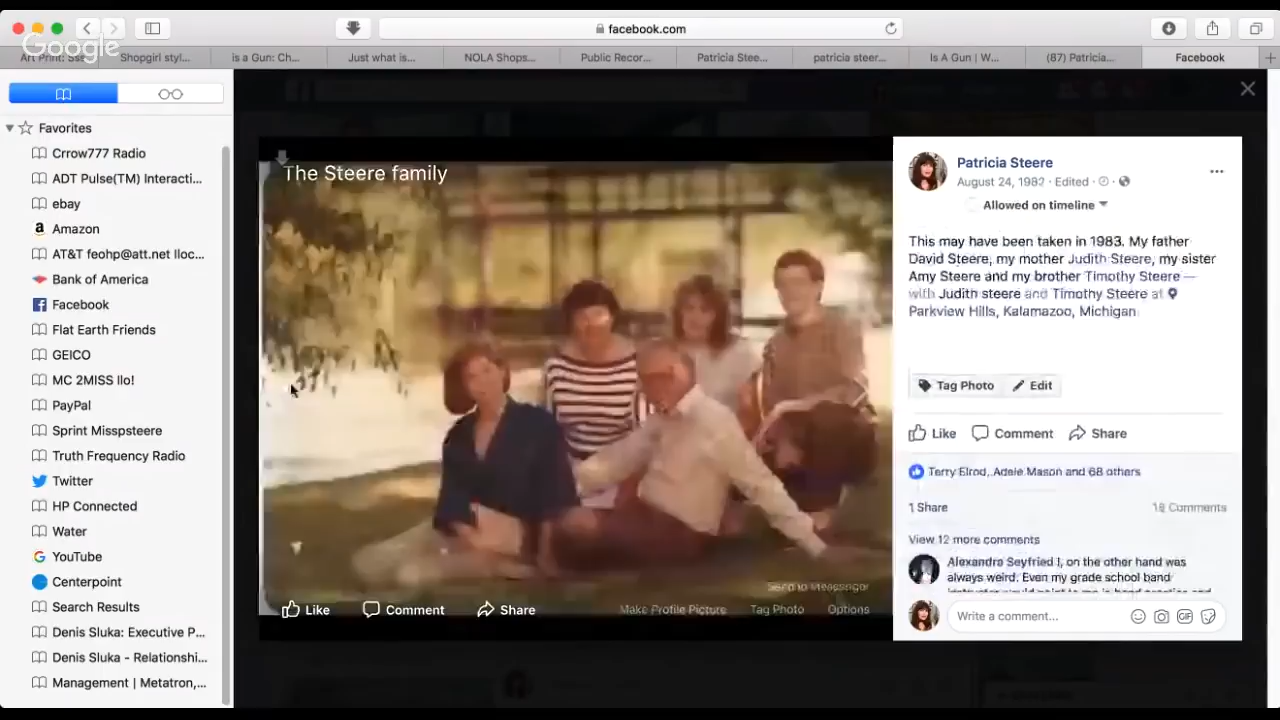 facebook.com
Google
Art Print: Sse
Shopgirl styl...
is a Gun: Ch...
Just what is...
NOLA Shops...
Public Recor...
Patricia Stee...
patricia steer...
Is A Gun | W...
(87) Patricia...
Facebook
Favorites
Crrow777 Radio
ADT Pulse(TM) Interacti...
ebay
Amazon
AT&T feohp@att.net lloc...
Bank of America
Facebook
Flat Earth Friends
GEICO
MC 2MISS llo!
PayPal
Sprint Misspsteere
Truth Frequency Radio
Twitter
HP Connected
Water
YouTube
Centerpoint
Search Results
Denis Sluka: Executive P...
Denis Sluka - Relationshi...
Management | Metatron,...
The Steere family
Like
Comment
Share
Send to Messenger
Make Profile Picture
Tag Photo
Options
Patricia Steere
August 24, 1982 · Edited ·
Allowed on timeline
This may have been taken in 1983. My father
David Steere, my mother Judith Steere, my sister
Amy Steere and my brother Timothy Steere —
with Judith steere and Timothy Steere at
Parkview Hills, Kalamazoo, Michigan
Tag Photo
Edit
Like
Comment
Share
Terry Elrod, Adele Mason and 68 others
1 Share
18 Comments
View 12 more comments
Alexandra Seyfried I, on the other hand was
always weird. Even my grade school band
Write a comment...
GIF